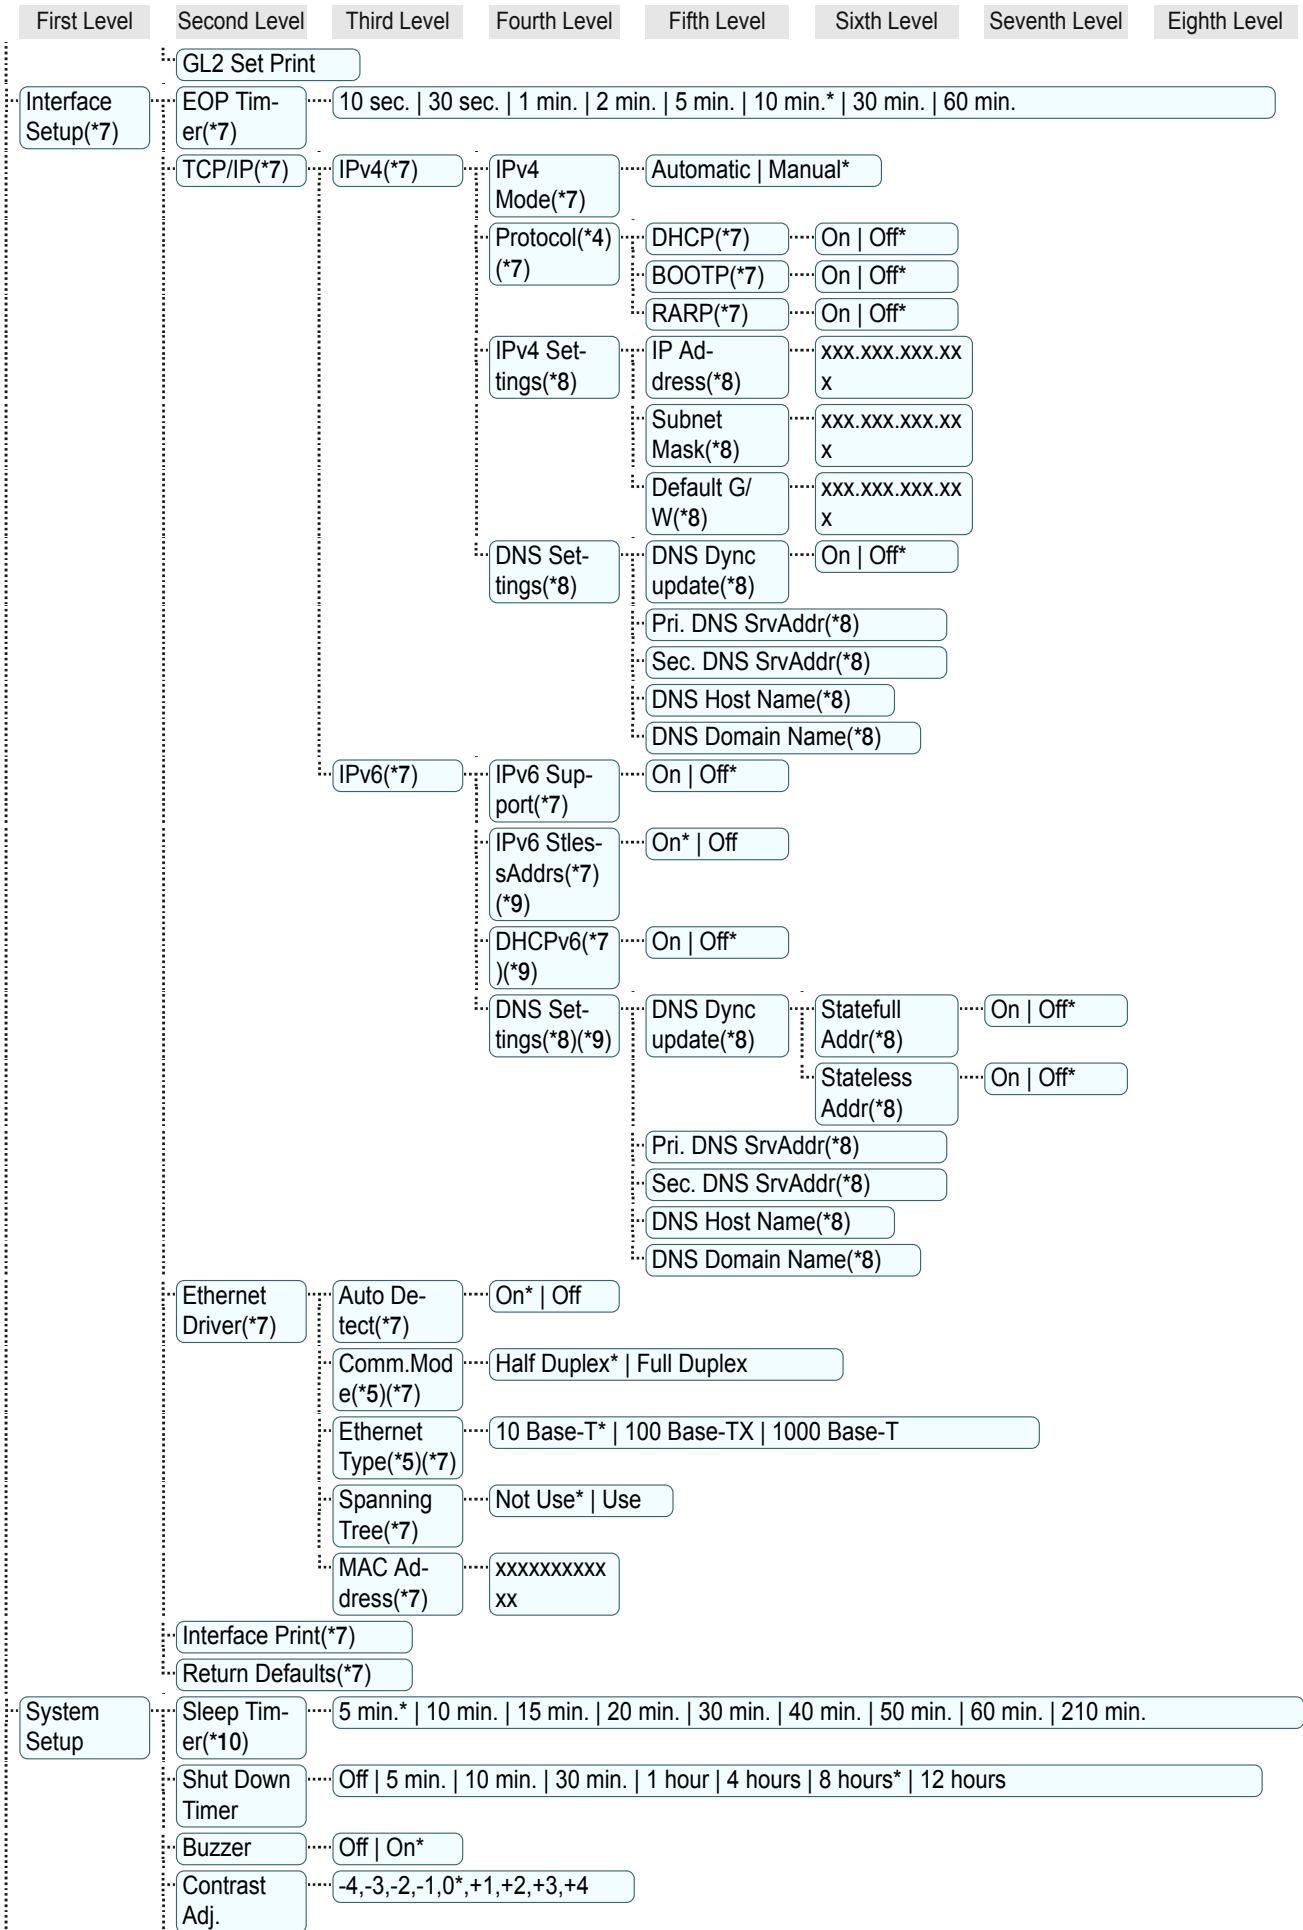 First Level Second Level Third Level Fourth Level Fifth Level Sixth Level Seventh Level Eighth Level
GL2 Set Print
Interface
Setup(*7)
EOP Tim-
er(*7)
10 sec. | 30 sec. | 1 min. | 2 min. | 5 min. | 10 min.* | 30 min. | 60 min.
TCP/IP(*7)
IPv4(*7)
IPv4
Mode(*7)
Automatic | Manual*
Protocol(*4)
(*7)
DHCP(*7)
On | Off*
BOOTP(*7)
On | Off*
RARP(*7)
On | Off*
IPv4 Set-
tings(*8)
IP Ad-
dress(*8)
xxx.xxx.xxx.xx
x
Subnet
Mask(*8)
xxx.xxx.xxx.xx
x
Default G/
W(*8)
xxx.xxx.xxx.xx
x
DNS Set-
tings(*8)
DNS Dync
update(*8)
On | Off*
Pri. DNS SrvAddr(*8)
Sec. DNS SrvAddr(*8)
DNS Host Name(*8)
DNS Domain Name(*8)
IPv6(*7)
IPv6 Sup-
port(*7)
On | Off*
IPv6 Stles-
sAddrs(*7)
(*9)
On* | Off
DHCPv6(*7
)(*9)
On | Off*
DNS Set-
tings(*8)(*9)
DNS Dync
update(*8)
Statefull
Addr(*8)
On | Off*
Stateless
Addr(*8)
On | Off*
Pri. DNS SrvAddr(*8)
Sec. DNS SrvAddr(*8)
DNS Host Name(*8)
DNS Domain Name(*8)
Ethernet
Driver(*7)
Auto De-
tect(*7)
On* | Off
Comm.Mod
e(*5)(*7)
Half Duplex* | Full Duplex
Ethernet
Type(*5)(*7)
10 Base-T* | 100 Base-TX | 1000 Base-T
Spanning
Tree(*7)
Not Use* | Use
MAC Ad-
dress(*7)
xxxxxxxxxx
xx
Interface Print(*7)
Return Defaults(*7)
System
Setup
Sleep Tim-
er(*10)
5 min.* | 10 min. | 15 min. | 20 min. | 30 min. | 40 min. | 50 min. | 60 min. | 210 min.
Shut Down
Timer
Off | 5 min. | 10 min. | 30 min. | 1 hour | 4 hours | 8 hours* | 12 hours
Buzzer
Off | On*
Contrast
Adj.
-4,-3,-2,-1,0*,+1,+2,+3,+4